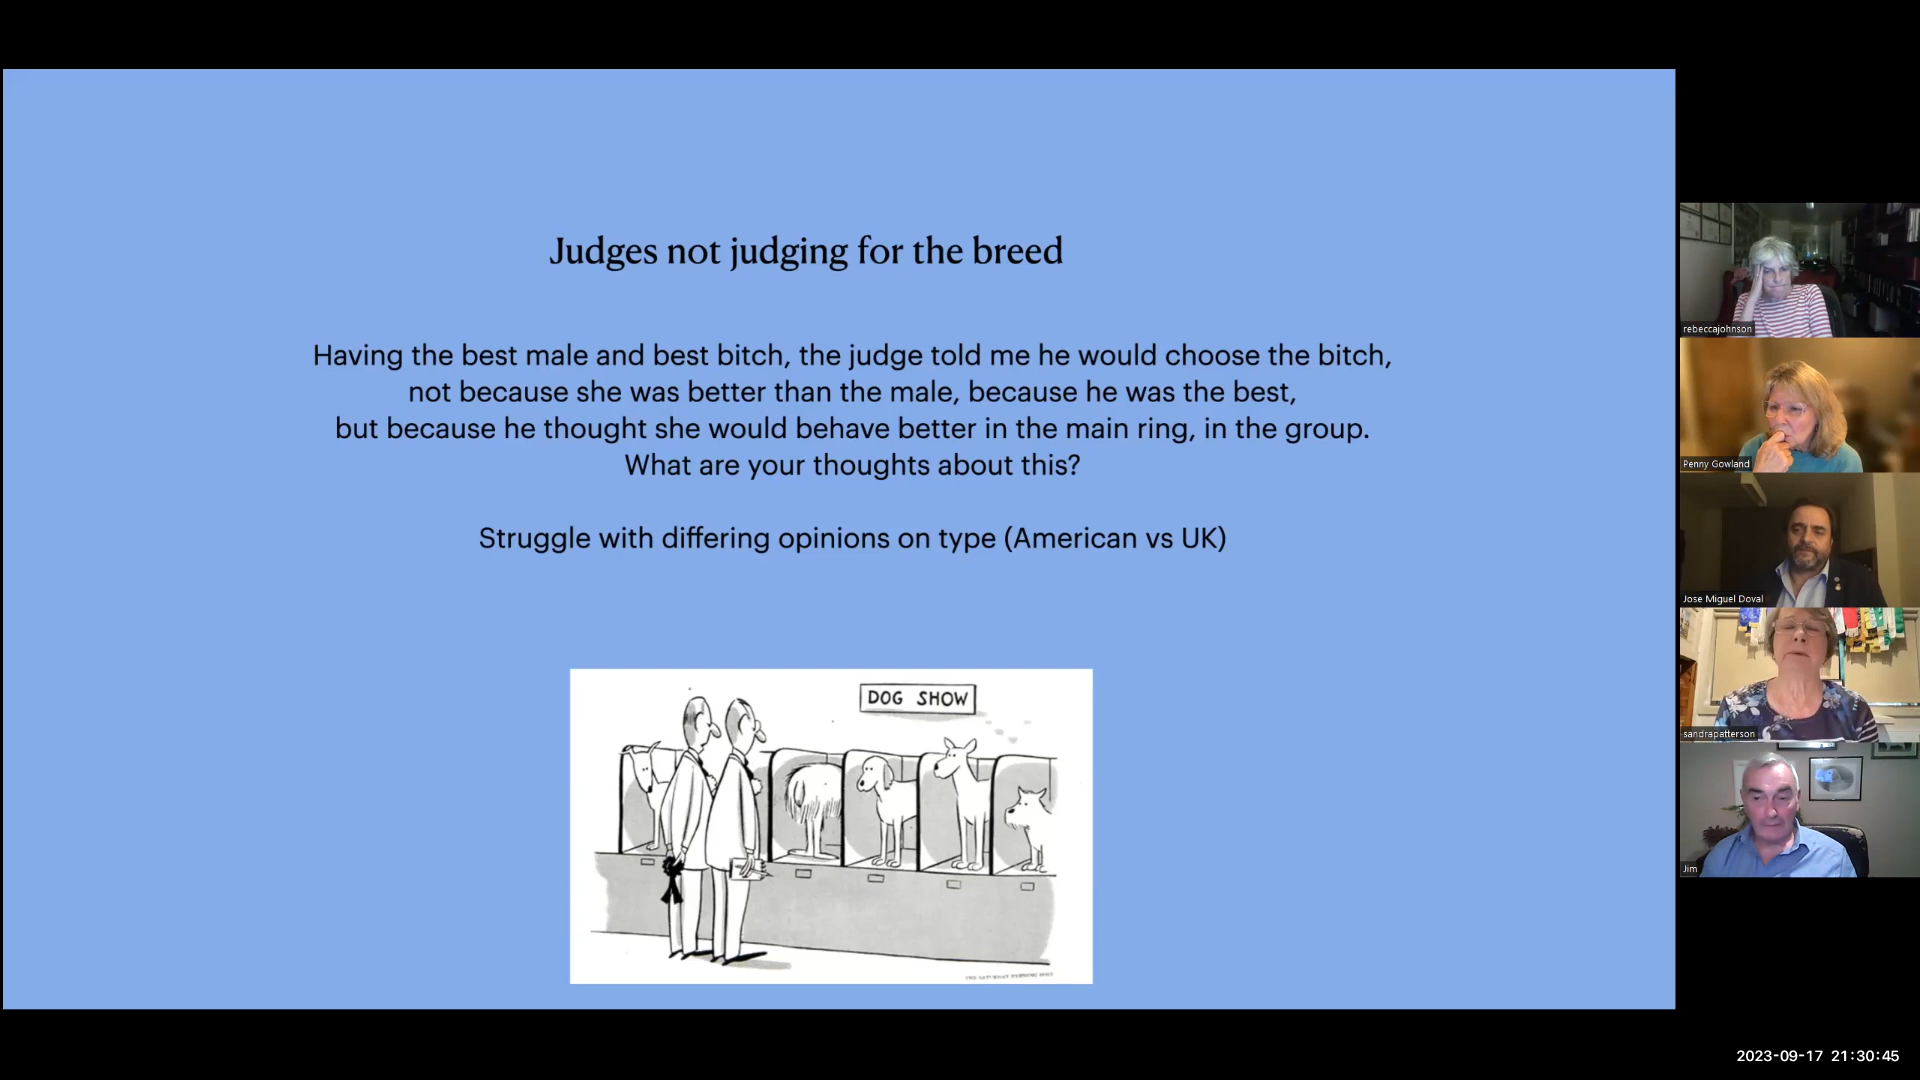 Judges not judging for the breed
Having the best male and best bitch, the judge told me he would choose the bitch,
not because she was better than the male, because he was the best,
but because he thought she would behave better in the main ring, in the group.
What are your thoughts about this?
Struggle with differing opinions on type (American vs UK)
DOG SHOW
rebeccajohnson
Penny Gowland
Jose Miguel Doval
sandrapatterson
Jim
2023-09-17 21:30:45